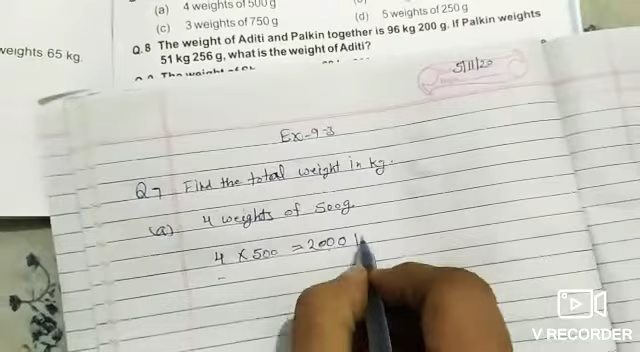 (a) 4 weights of 500 g
(c) 3 weights of 750 g
(d) 5 weights of 250 g
weights 65 kg.
Q.8 The weight of Aditi and Palkin together is 96 kg 200 g. If Palkin weights
51 kg 256 g, what is the weight of Aditi?
5/11/20
Ex-9.3
Q7 Find the total weight in kg.
(a) 4 weights of 500g.
4 × 500 = 2000
V RECORDER